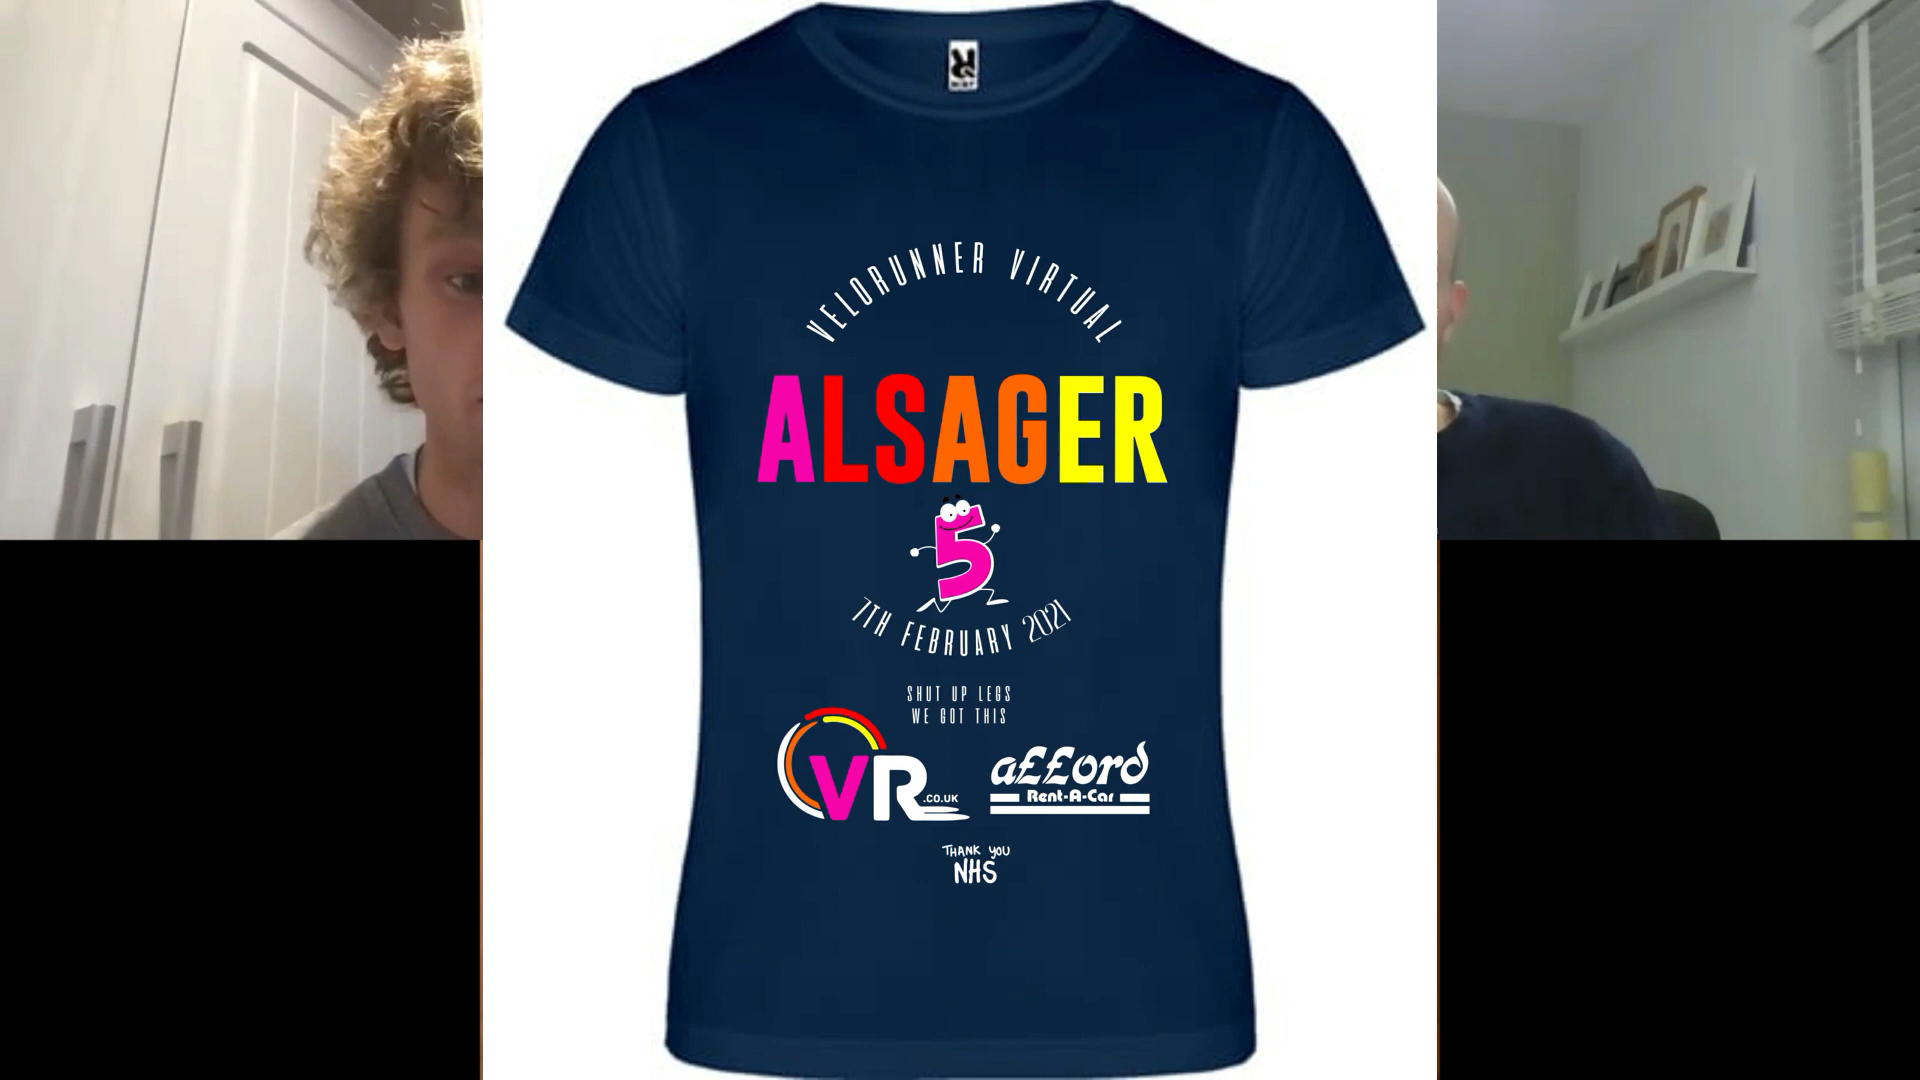 VELORUNNER VIRTUAL
ALSAGER
5
7TH FEBRUARY 2021
SHUT UP LEGS
WE GOT THIS
VR.CO.UK
a££ord
Rent-A-Car
THANK YOU
NHS